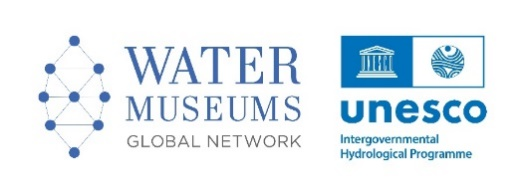 WATER
MUSEUMS
GLOBAL NETWORK
unesco
Intergovernmental
Hydrological Programme